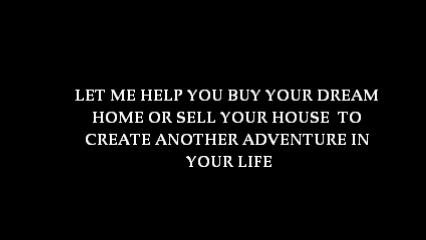 LET ME HELP YOU BUY YOUR DREAM
HOME OR SELL YOUR HOUSE  TO
CREATE ANOTHER ADVENTURE IN
YOUR LIFE